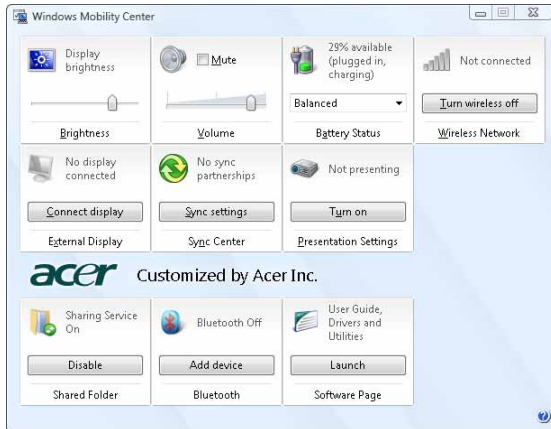 Windows Mobility Center
Display
brightness
Brightness
Mute
Volume
29% available
(plugged in,
charging)
Balanced
Battery Status
Not connected
Turn wireless off
Wireless Network
No display
connected
Connect display
External Display
No sync
partnerships
Sync settings
Sync Center
Not presenting
Turn on
Presentation Settings
acer Customized by Acer Inc.
Sharing Service
On
Disable
Shared Folder
Bluetooth Off
Add device
Bluetooth
User Guide,
Drivers and
Utilities
Launch
Software Page